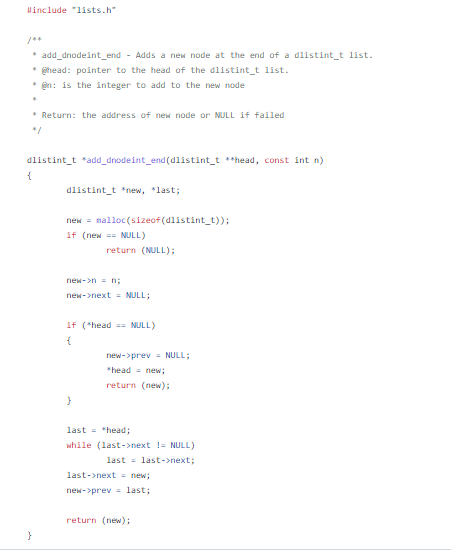 #include "lists.h"
/**
* add_dnodeint_end - Adds a new node at the end of a dlistint_t list.
* @head: pointer to the head of the dlistint_t list.
* @n: is the integer to add to the new node
*
* Return: the address of new node or NULL if failed
*/
dlistint_t *add_dnodeint_end(dlistint_t **head, const int n)
{
dlistint_t *new, *last;
new = malloc(sizeof(dlistint_t));
if (new == NULL)
return (NULL);
new->n = n;
new->next = NULL;
if (*head == NULL)
{
new->prev = NULL;
*head = new;
return (new);
}
last = *head;
while (last->next != NULL)
last = last->next;
last->next = new;
new->prev = last;
return (new);
}